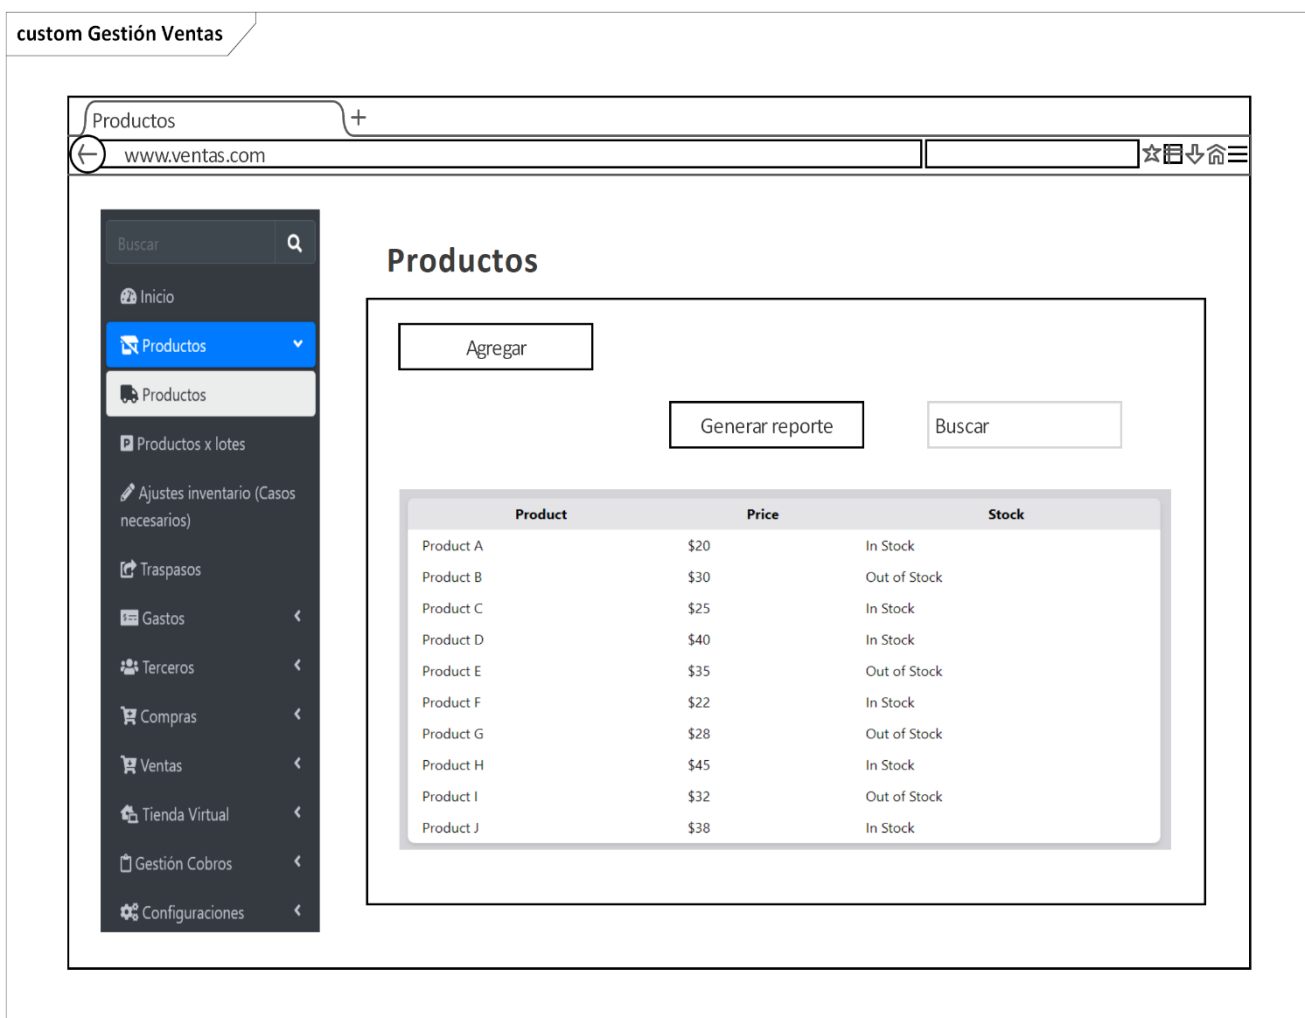 custom Gestión Ventas
Productos
www.ventas.com
Buscar
Inicio
Productos
Productos
Productos x lotes
Ajustes inventario (Casos
necesarios)
Traspasos
Gastos
Terceros
Compras
Ventas
Tienda Virtual
Gestión Cobros
Configuraciones
Productos
Agregar
Generar reporte
Buscar
Product Price Stock
Product A $20 In Stock
Product B $30 Out of Stock
Product C $25 In Stock
Product D $40 In Stock
Product E $35 Out of Stock
Product F $22 In Stock
Product G $28 Out of Stock
Product H $45 In Stock
Product I $32 Out of Stock
Product J $38 In Stock